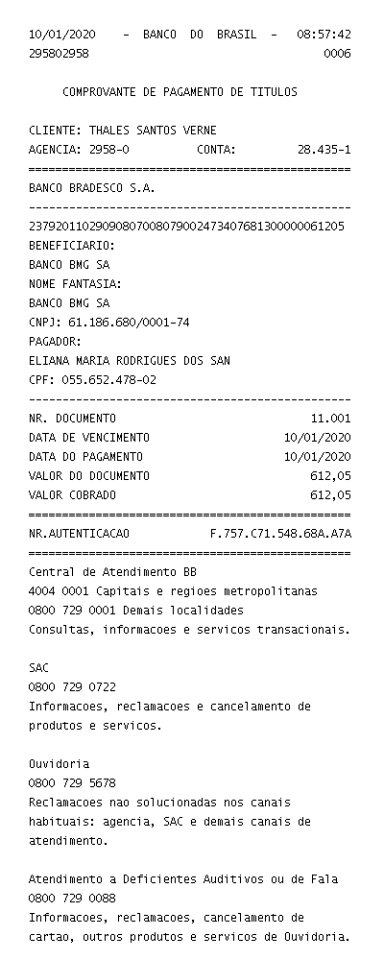 10/01/2020 - BANCO DO BRASIL - 08:57:42
295802958 0006
COMPROVANTE DE PAGAMENTO DE TITULOS
CLIENTE: THALES SANTOS VERNE
AGENCIA: 2958-0 CONTA: 28.435-1
================================================
BANCO BRADESCO S.A.
------------------------------------------------
23792011029090807008079002473407681300000061205
BENEFICIARIO:
BANCO BMG SA
NOME FANTASIA:
BANCO BMG SA
CNPJ: 61.186.680/0001-74
PAGADOR:
ELIANA MARIA RODRIGUES DOS SAN
CPF: 055.652.478-02
------------------------------------------------
NR. DOCUMENTO 11.001
DATA DE VENCIMENTO 10/01/2020
DATA DO PAGAMENTO 10/01/2020
VALOR DO DOCUMENTO 612,05
VALOR COBRADO 612,05
================================================
NR.AUTENTICACAO F.757.C71.548.68A.A7A
================================================
Central de Atendimento BB
4004 0001 Capitais e regioes metropolitanas
0800 729 0001 Demais localidades
Consultas, informacoes e servicos transacionais.
SAC
0800 729 0722
Informacoes, reclamacoes e cancelamento de
produtos e servicos.
Ouvidoria
0800 729 5678
Reclamacoes nao solucionadas nos canais
habituais: agencia, SAC e demais canais de
atendimento.
Atendimento a Deficientes Auditivos ou de Fala
0800 729 0088
Informacoes, reclamacoes, cancelamento de
cartao, outros produtos e servicos de Ouvidoria.